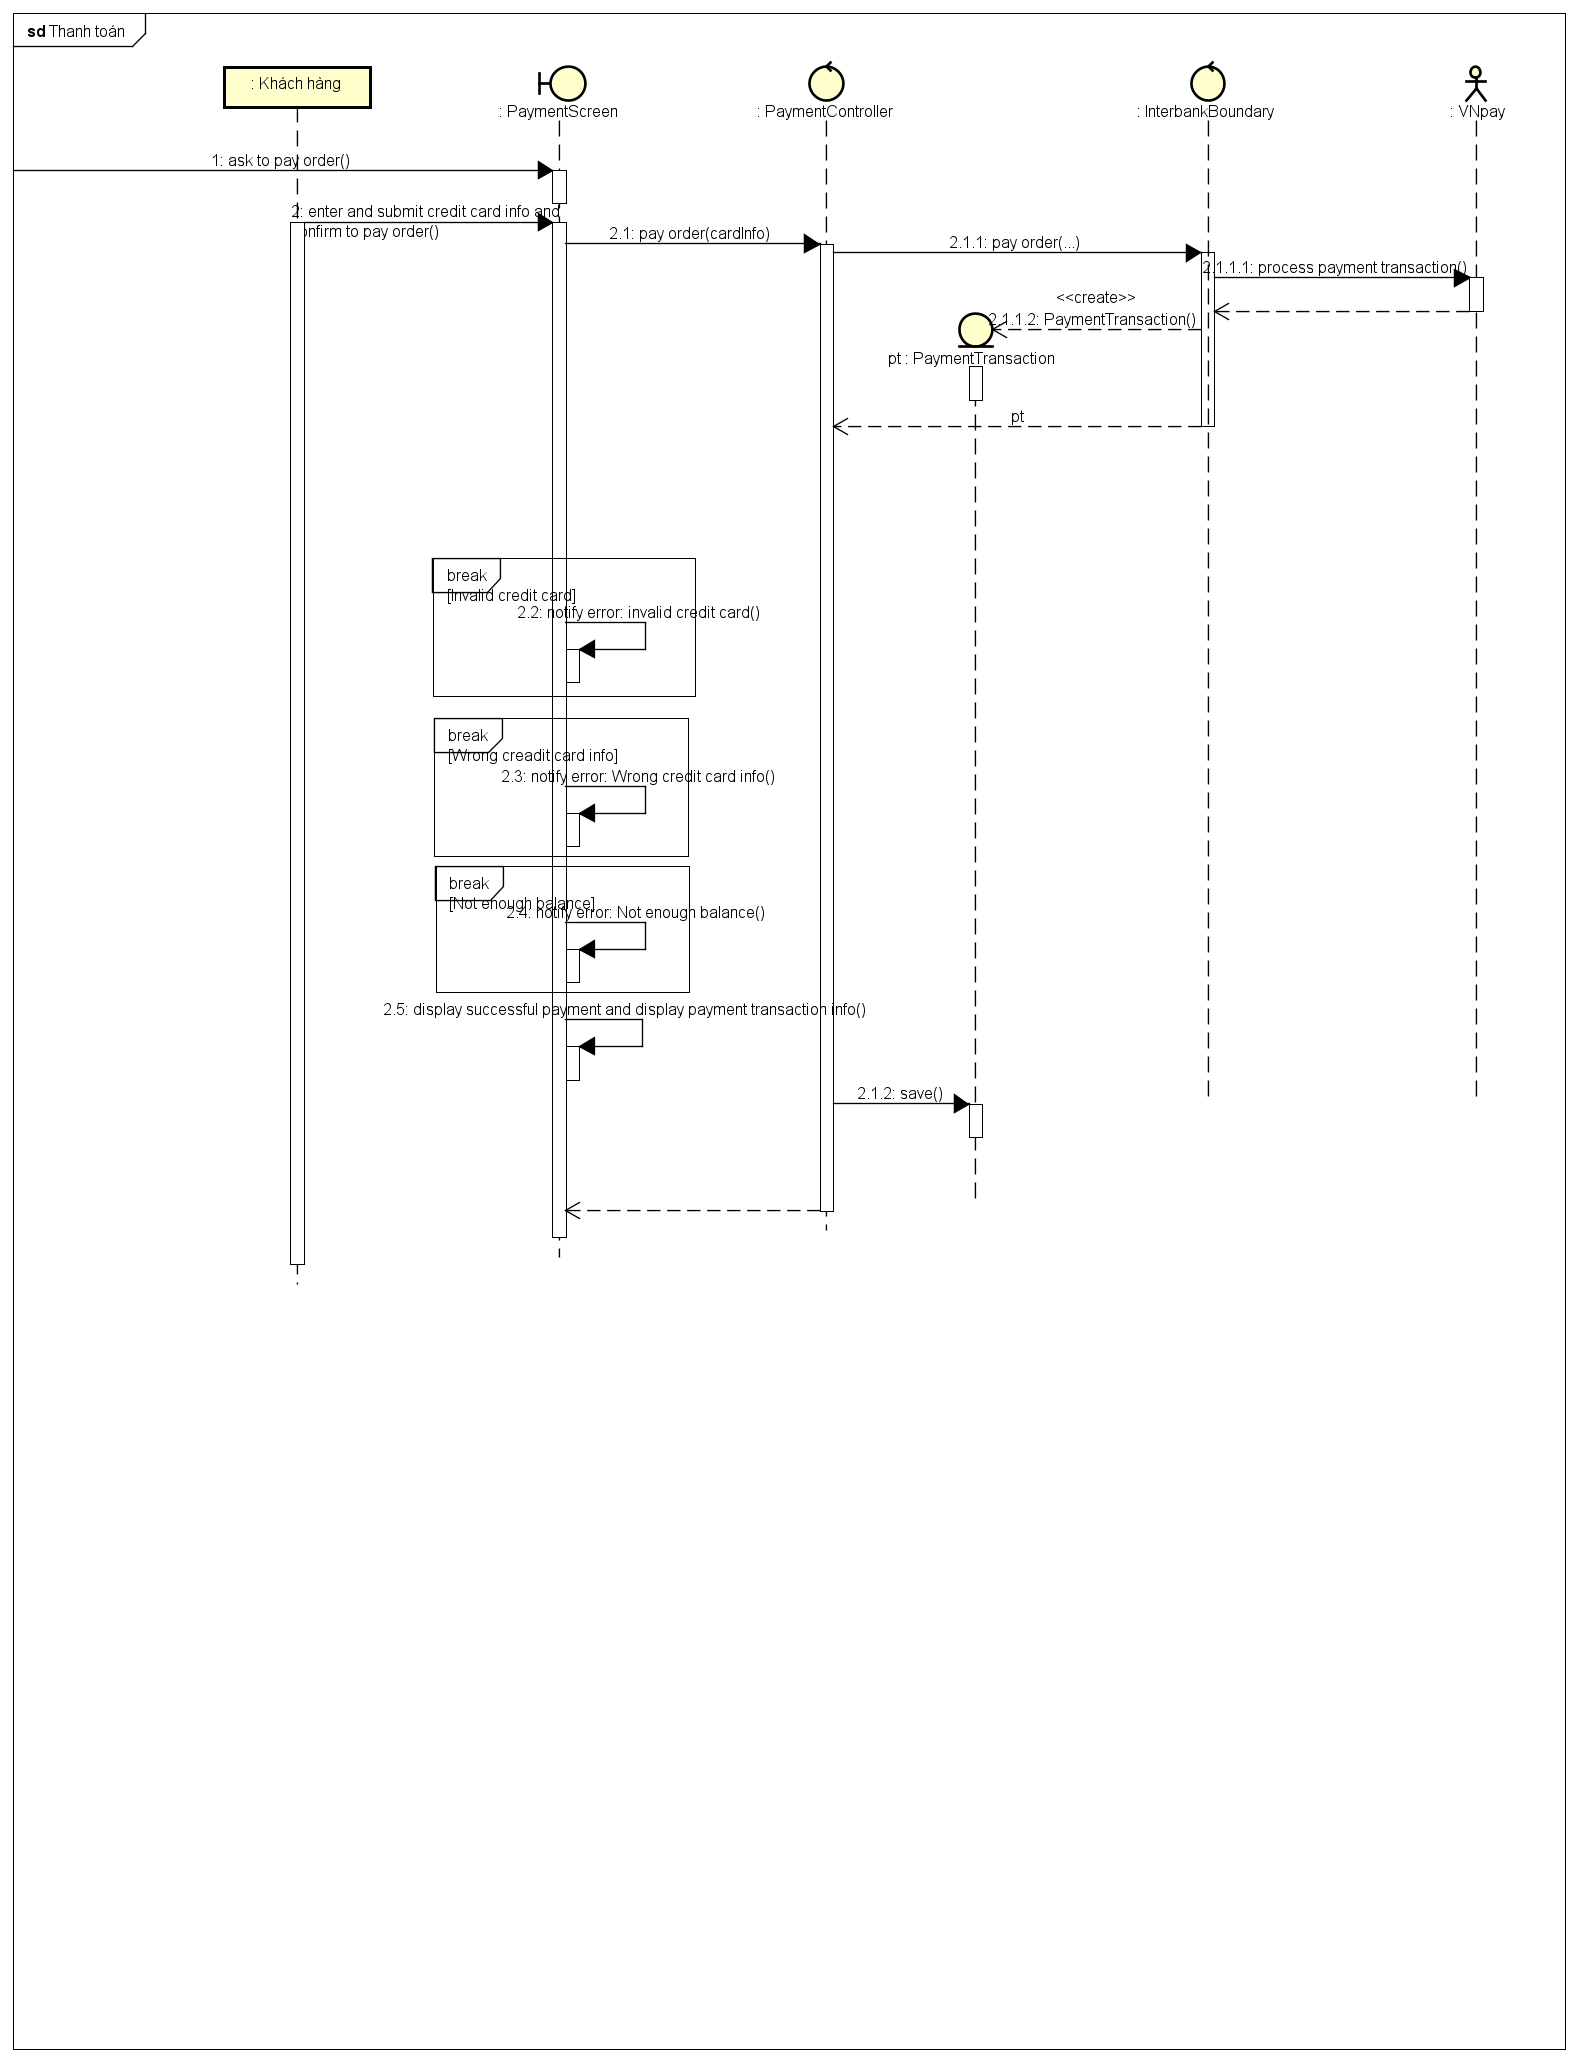 sd Thanh toán
: Khách hàng
: PaymentScreen
: PaymentController
: InterbankBoundary
: VNpay
1: ask to pay order()
2: enter and submit credit card info and
onfirm to pay order()
2.1: pay order(cardInfo)
2.1.1: pay order(...)
2.1.1.1: process payment transaction()
<<create>>
2.1.1.2: PaymentTransaction()
pt : PaymentTransaction
pt
break
[Invalid credit card]
2.2: notify error: invalid credit card()
break
[Wrong creadit card info]
2.3: notify error: Wrong credit card info()
break
[Not enough balance]
2.4: notify error: Not enough balance()
2.5: display successful payment and display payment transaction info()
2.1.2: save()